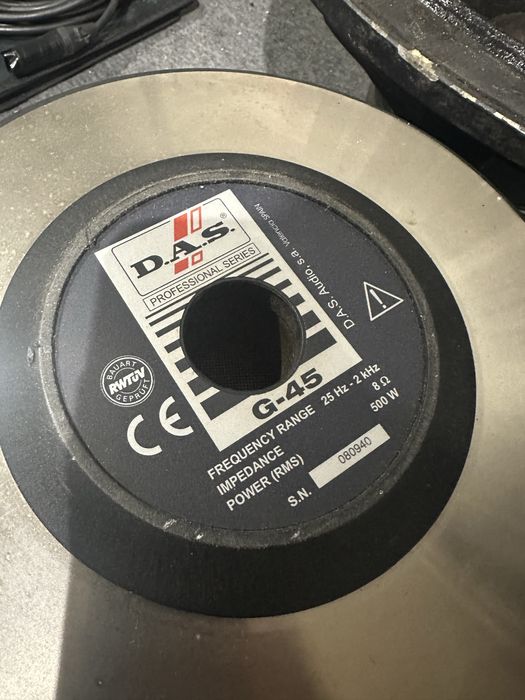 D.A.S.®
PROFESSIONAL SERIES
D.A.S. Audio, s.a. Valencia SPAIN
BAUART
RWTÜV
GEPRÜFT
CE
G-45
FREQUENCY RANGE 25 Hz - 2 kHz
IMPEDANCE 8 Ω
POWER (RMS) 500 W
S.N. 080940